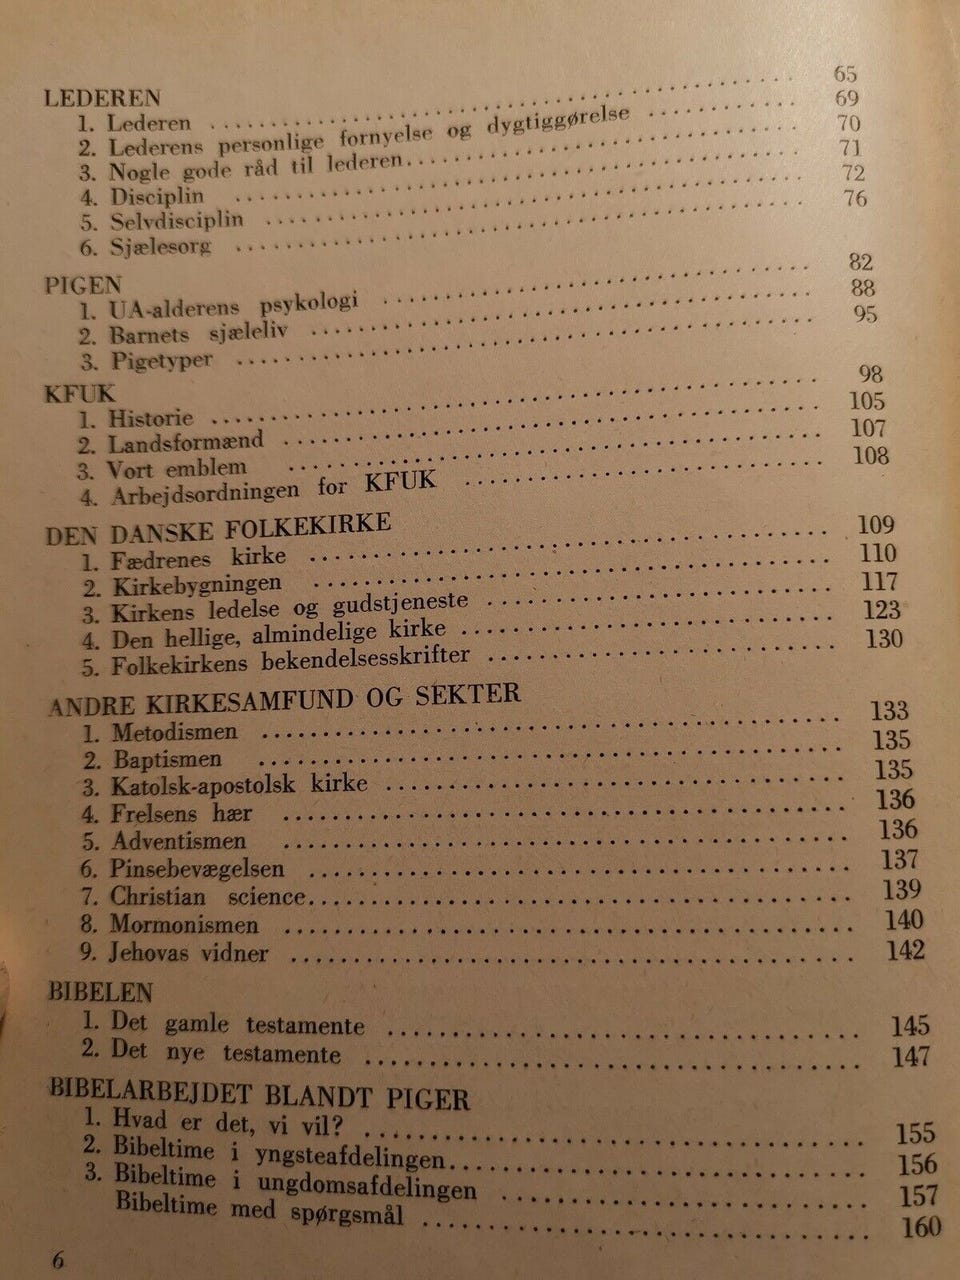 LEDEREN
1. Lederen .......... 65
2. Lederens personlige fornyelse og dygtiggørelse .......... 69
3. Nogle gode råd til lederen .......... 70
4. Disciplin .......... 71
5. Selvdisciplin .......... 72
6. Sjælesorg .......... 76
PIGEN
1. UA-alderens psykologi .......... 82
2. Barnets sjæleliv .......... 88
3. Pigetyper .......... 95
KFUK
1. Historie .......... 98
2. Landsformænd .......... 105
3. Vort emblem .......... 107
4. Arbejdsordningen for KFUK .......... 108
DEN DANSKE FOLKEKIRKE
1. Fædrenes kirke .......... 109
2. Kirkebygningen .......... 110
3. Kirkens ledelse og gudstjeneste .......... 117
4. Den hellige, almindelige kirke .......... 123
5. Folkekirkens bekendelsesskrifter .......... 130
ANDRE KIRKESAMFUND OG SEKTER
1. Metodismen .......... 133
2. Baptismen .......... 135
3. Katolsk-apostolsk kirke .......... 135
4. Frelsens hær .......... 136
5. Adventismen .......... 136
6. Pinsebevægelsen .......... 137
7. Christian science .......... 139
8. Mormonismen .......... 140
9. Jehovas vidner .......... 142
BIBELEN
1. Det gamle testamente .......... 145
2. Det nye testamente .......... 147
BIBELARBEJDET BLANDT PIGER
1. Hvad er det, vi vil? .......... 155
2. Bibeltime i yngsteafdelingen .......... 156
3. Bibeltime i ungdomsafdelingen .......... 157
Bibeltime med spørgsmål .......... 160
6